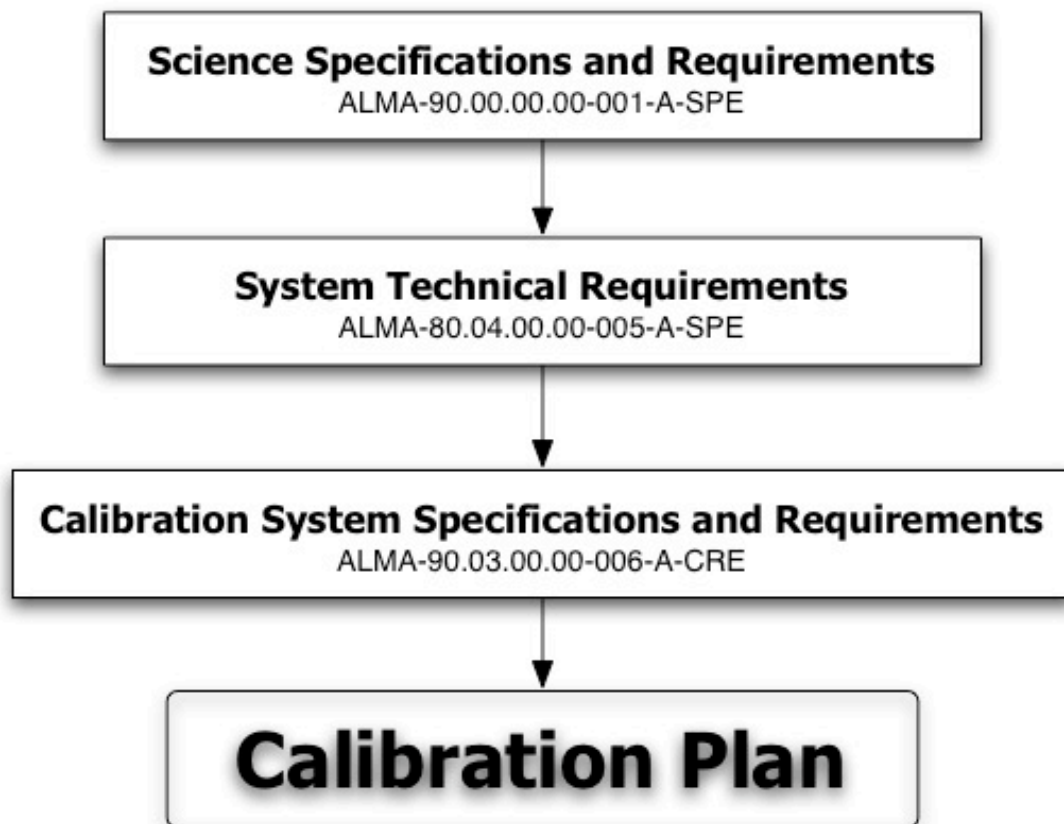 Science Specifications and Requirements
ALMA-90.00.00.00-001-A-SPE
System Technical Requirements
ALMA-80.04.00.00-005-A-SPE
Calibration System Specifications and Requirements
ALMA-90.03.00.00-006-A-CRE
Calibration Plan